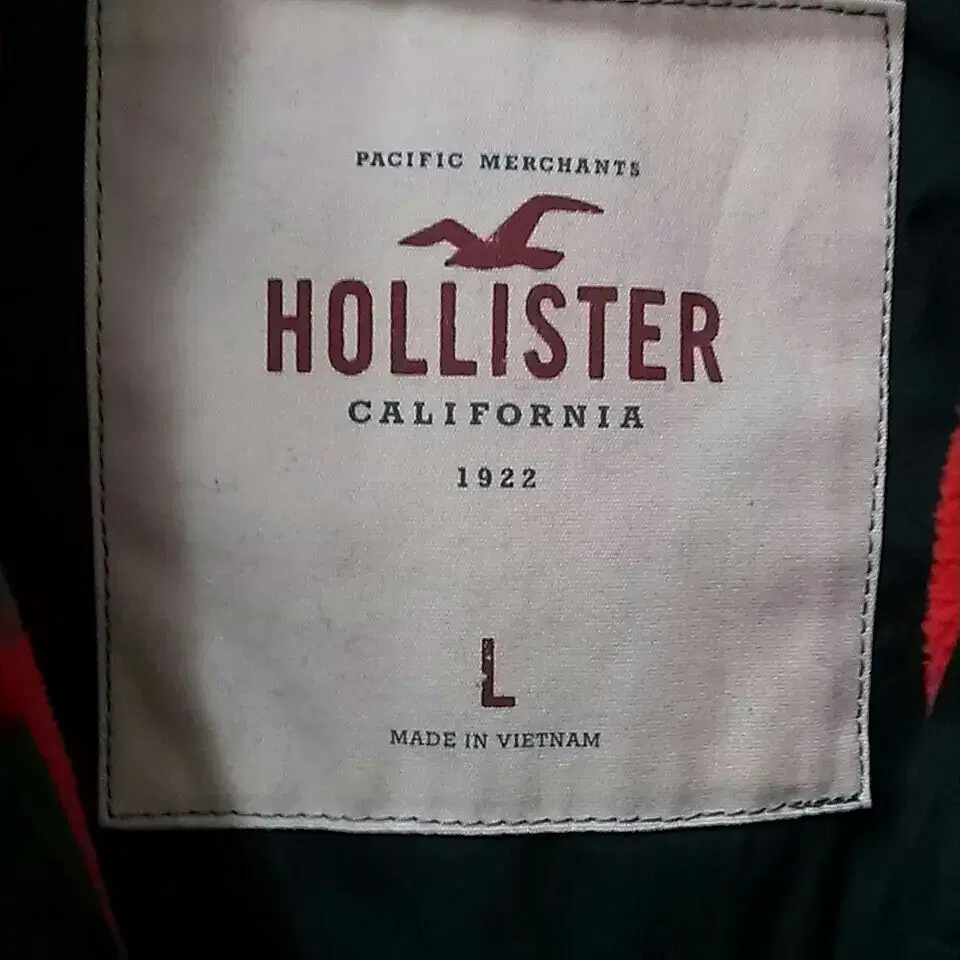 PACIFIC MERCHANTS
HOLLISTER
CALIFORNIA
1922
L
MADE IN VIETNAM